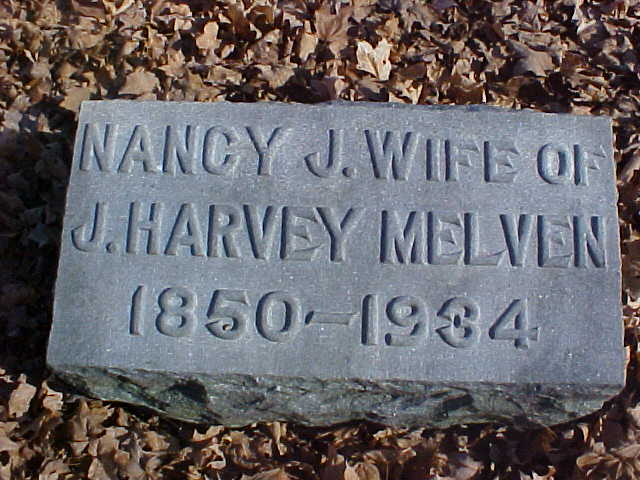 NANCY J. WIFE OF
J. HARVEY MELVEN
1850-1934